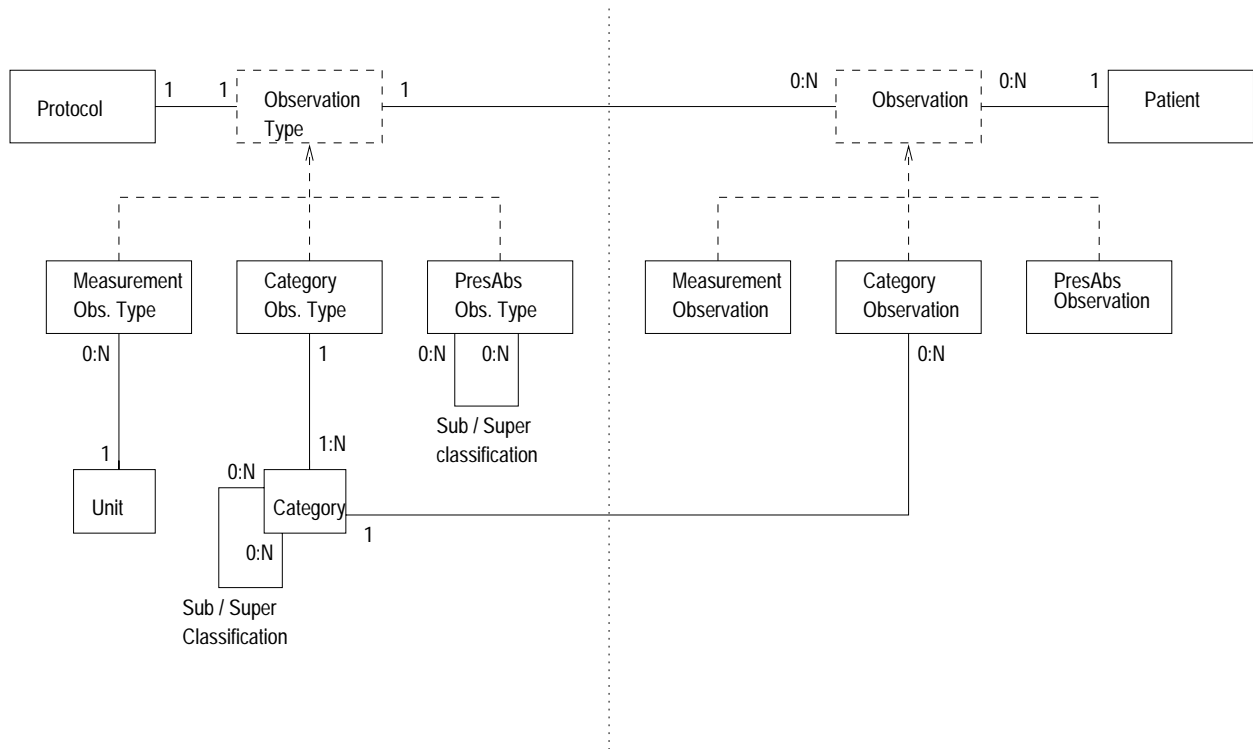 Protocol
1
1
Observation
Type
1
0:N
Observation
0:N
1
Patient
Measurement
Obs. Type
Category
Obs. Type
PresAbs
Obs. Type
Measurement
Observation
Category
Observation
PresAbs
Observation
0:N
1
0:N
0:N
0:N
Sub / Super
classification
1
1:N
0:N
Unit
Category
1
0:N
Sub / Super
Classification